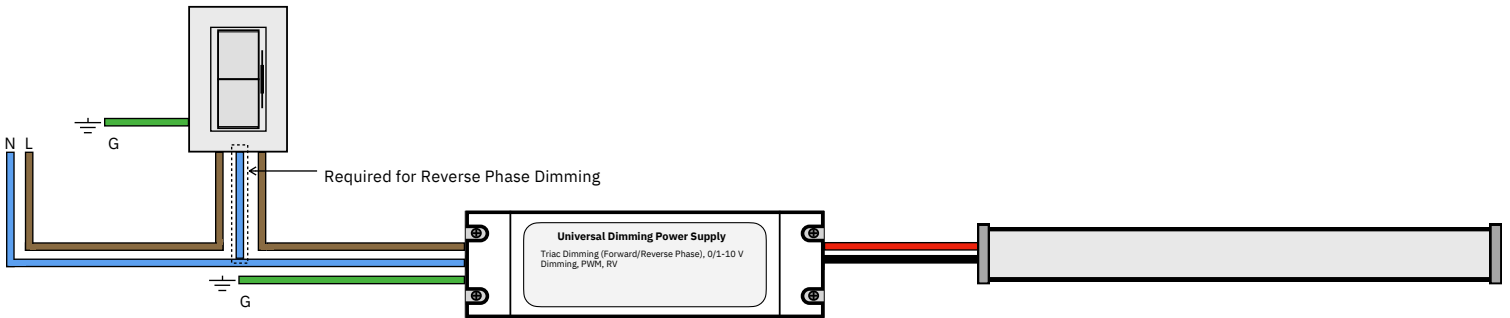 G
N L
Required for Reverse Phase Dimming
Universal Dimming Power Supply
Triac Dimming (Forward/Reverse Phase), 0/1-10 V
Dimming, PWM, RV
G